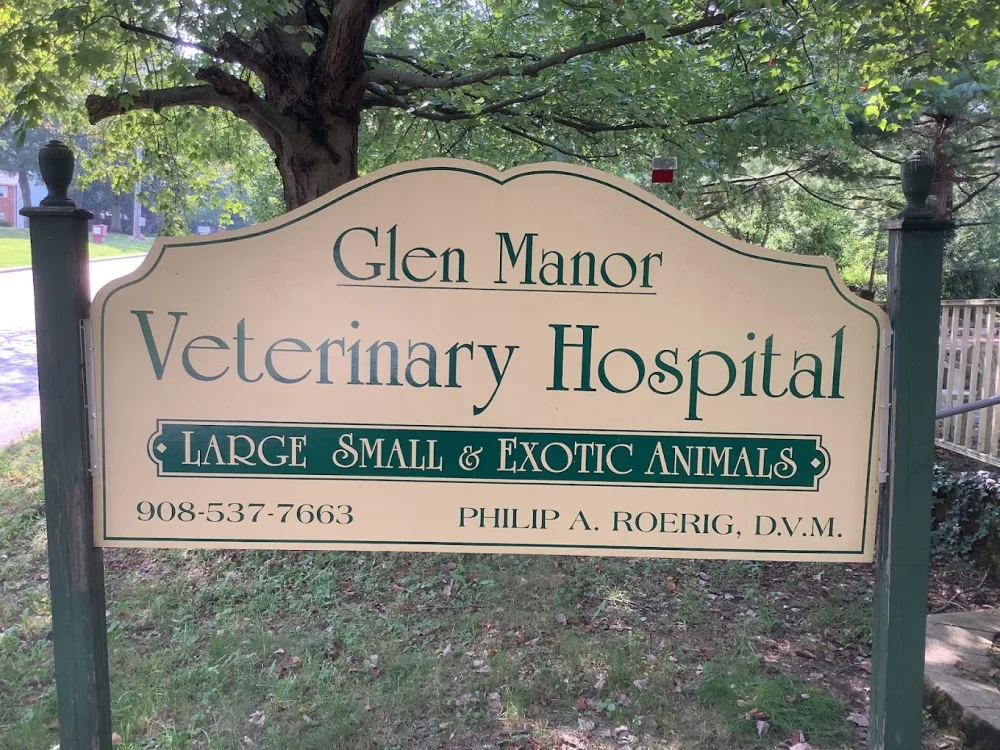 Glen Manor
Veterinary Hospital
LARGE SMALL & EXOTIC ANIMALS
908-537-7663 PHILIP A. ROERIG, D.V.M.